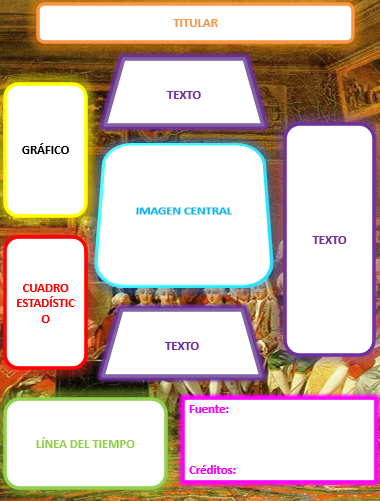 TITULAR
TEXTO
GRÁFICO
IMAGEN CENTRAL
TEXTO
CUADRO
ESTADÍSTIC
O
TEXTO
LÍNEA DEL TIEMPO
Fuente:
Créditos: